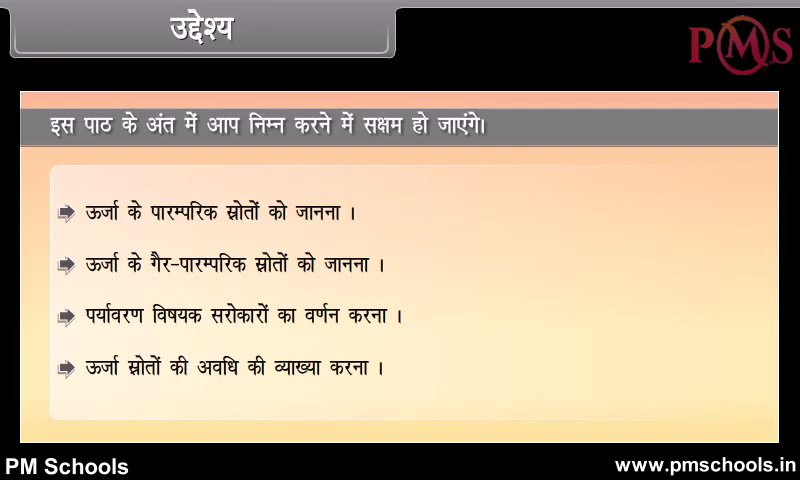 उद्देश्य
PMS
इस पाठ के अंत में आप निम्न करने में सक्षम हो जाएंगे।
ऊर्जा के पारम्परिक स्रोतों को जानना ।
ऊर्जा के गैर-पारम्परिक स्रोतों को जानना ।
पर्यावरण विषयक सरोकारों का वर्णन करना ।
ऊर्जा स्रोतों की अवधि की व्याख्या करना ।
PM Schools
www.pmschools.in